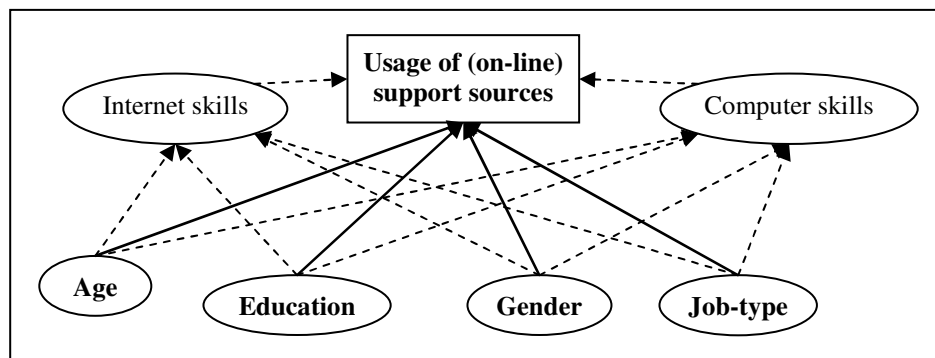 Usage of (on-line)
support sources
Internet skills
Computer skills
Age
Education
Gender
Job-type